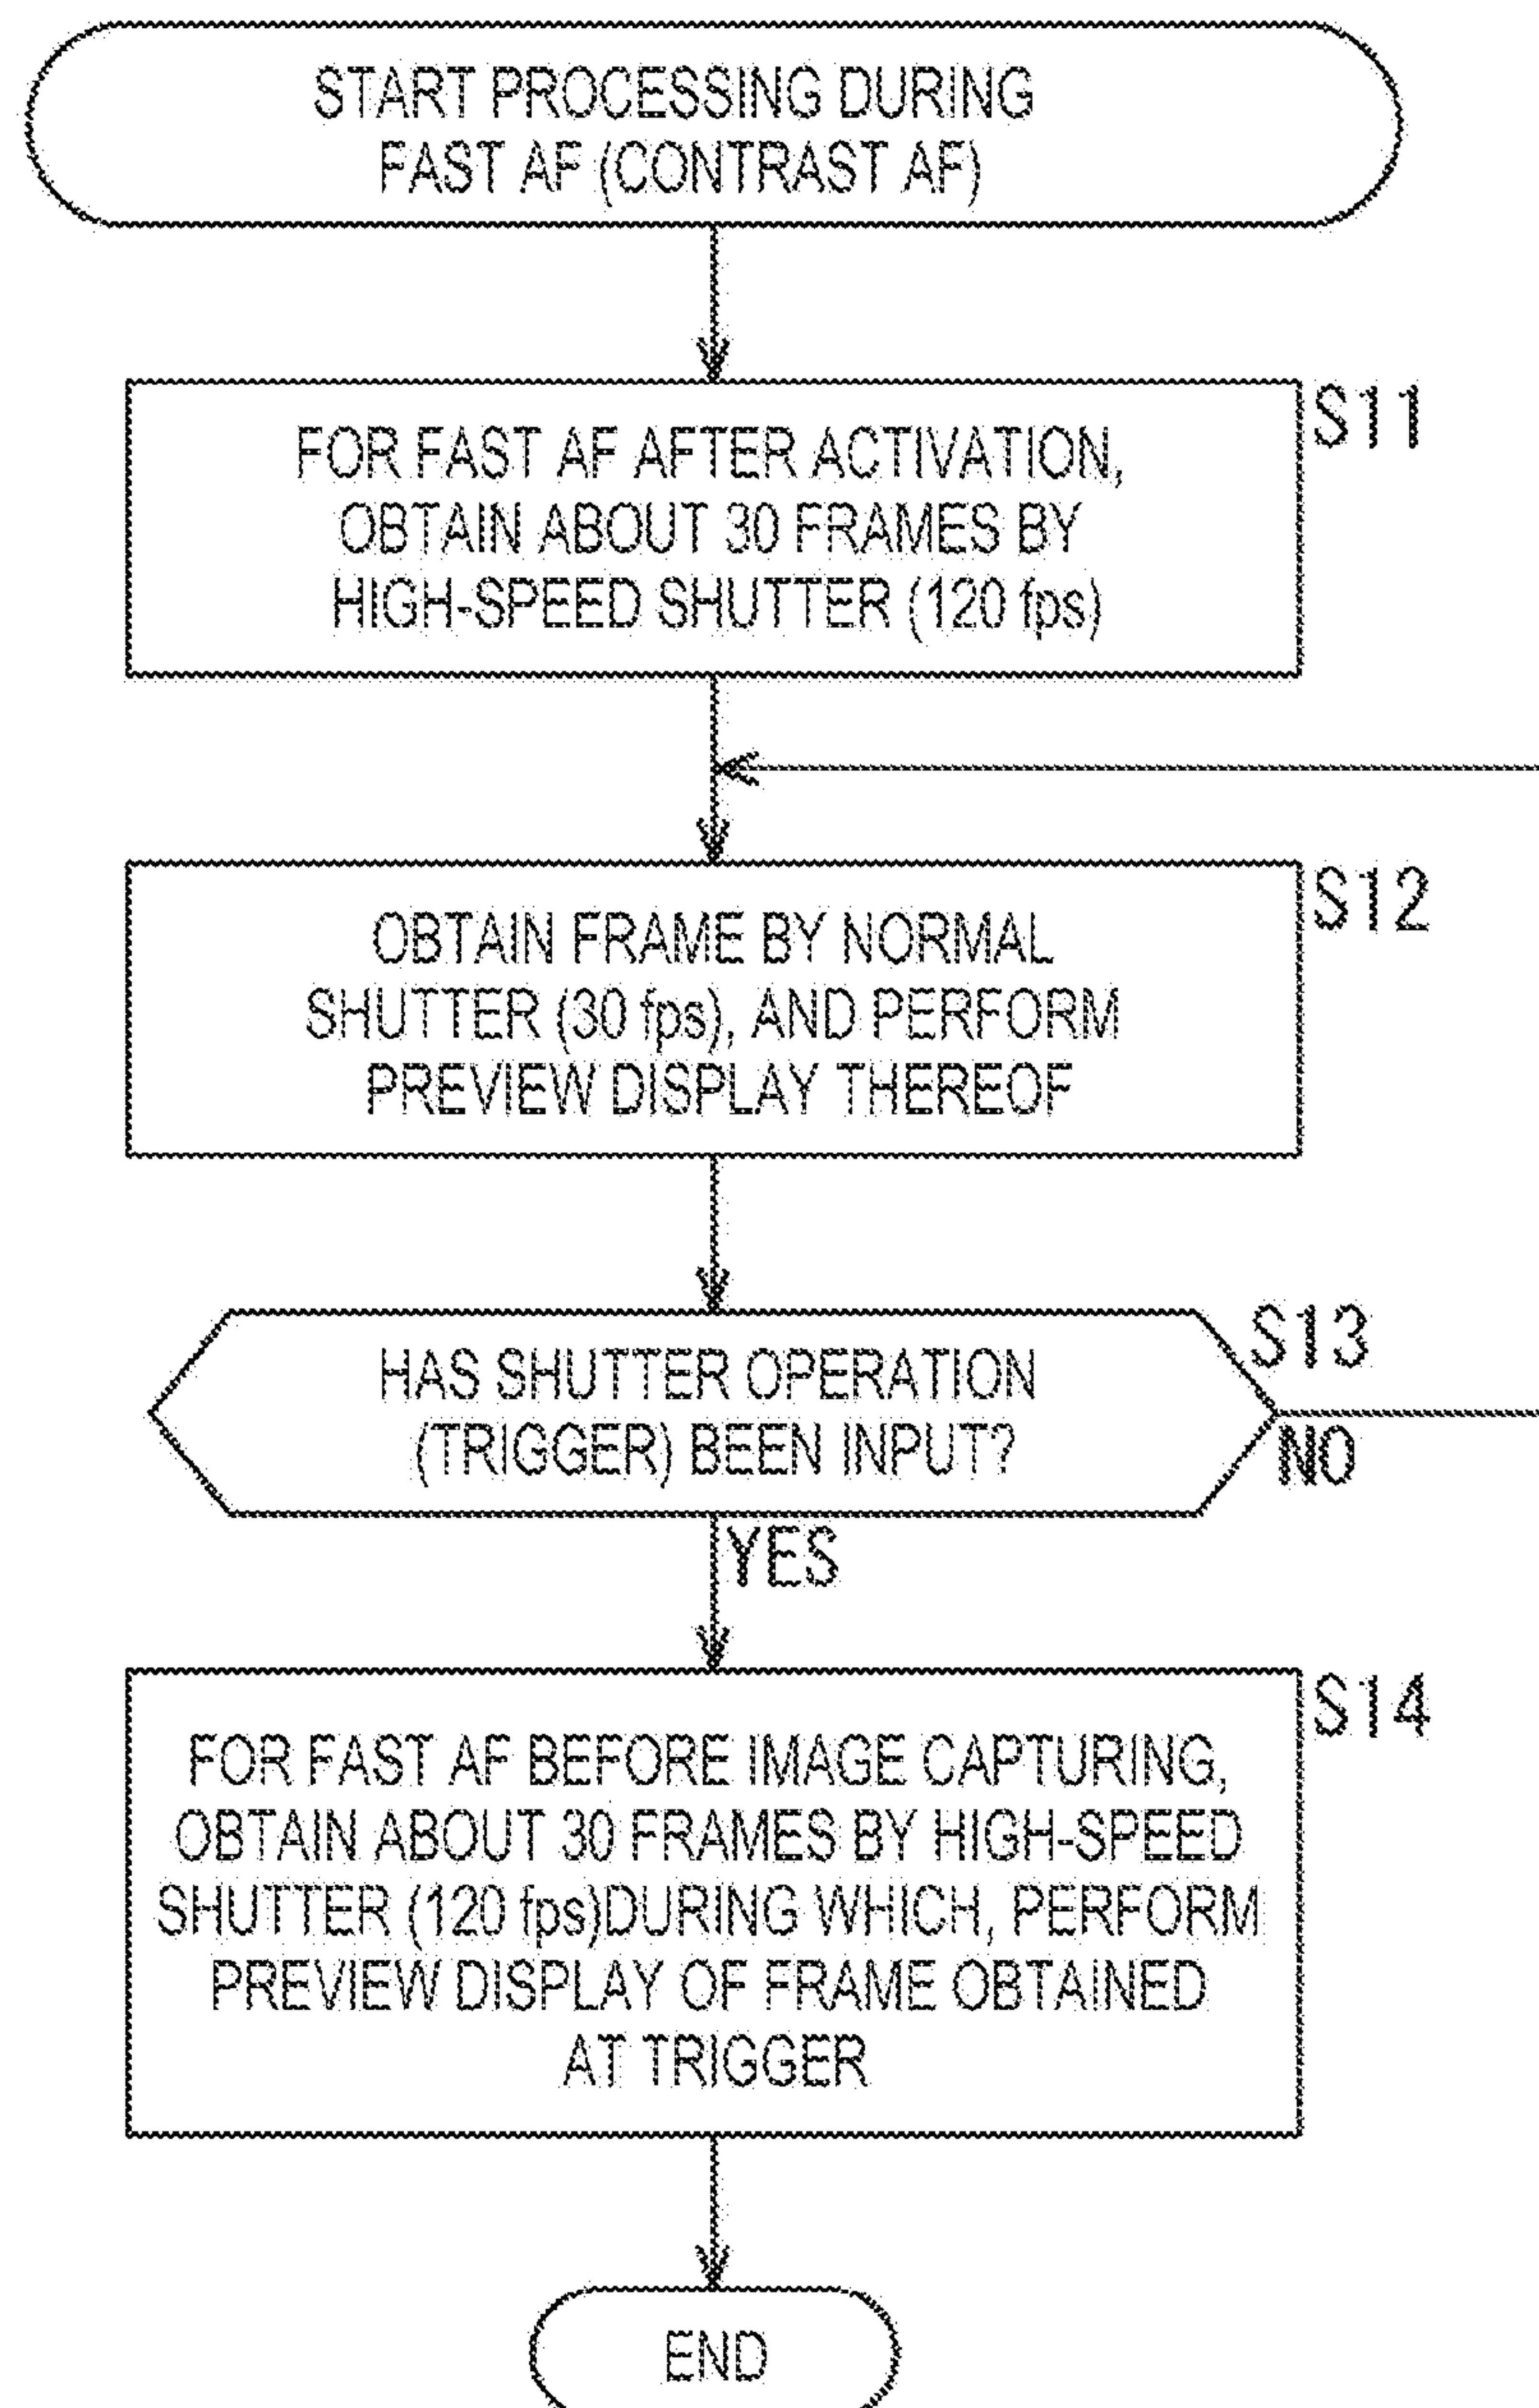 START PROCESSING DURING
FAST AF (CONTRAST AF)
S11
FOR FAST AF AFTER ACTIVATION,
OBTAIN ABOUT 30 FRAMES BY
HIGH-SPEED SHUTTER (120 fps)
S12
OBTAIN FRAME BY NORMAL
SHUTTER (30 fps), AND PERFORM
PREVIEW DISPLAY THEREOF
S13
HAS SHUTTER OPERATION
(TRIGGER) BEEN INPUT?
NO
YES
S14
FOR FAST AF BEFORE IMAGE CAPTURING,
OBTAIN ABOUT 30 FRAMES BY HIGH-SPEED
SHUTTER (120 fps)DURING WHICH, PERFORM
PREVIEW DISPLAY OF FRAME OBTAINED
AT TRIGGER
END